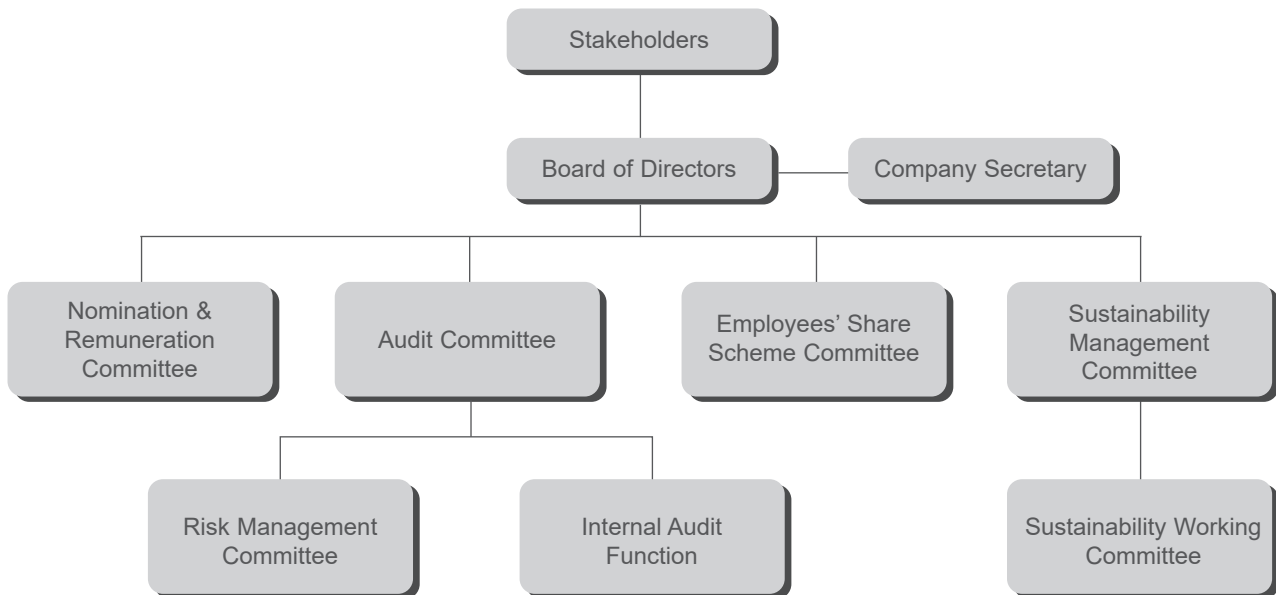 Stakeholders
Board of Directors
Company Secretary
Nomination &
Remuneration
Committee
Audit Committee
Employees’ Share
Scheme Committee
Sustainability
Management
Committee
Risk Management
Committee
Internal Audit
Function
Sustainability Working
Committee